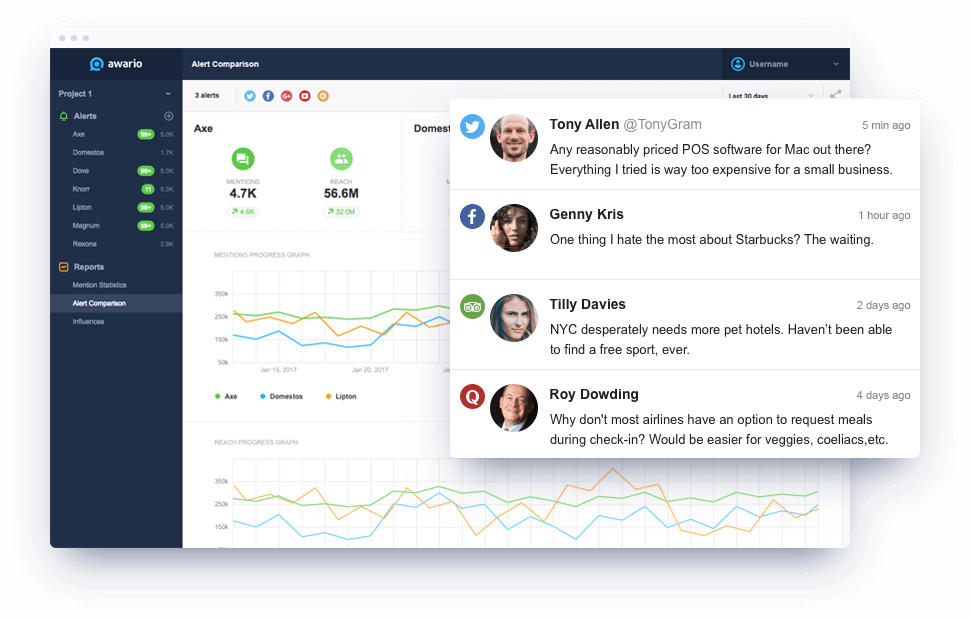 awario
Alert Comparison
Username
Project 1
Alerts
Axe 99+ 5.0K
Domestos 1.7K
Dove 99+ 5.0K
Knorr 11 5.0K
Lipton 99+ 5.0K
Magnum 99+ 5.0K
Rexona 2.9K
Reports
Mention Statistics
Alert Comparison
Influences
3 alerts
Last 30 days
Axe
MENTIONS
4.7K
4.6K
REACH
56.6M
32.0M
Domest
M
MENTIONS PROGRESS GRAPH
350k
250k
150k
50k
Jan 15, 2017
Jan 20, 2017
Axe
Domestos
Lipton
REACH PROGRESS GRAPH
350k
250k
150k
Tony Allen @TonyGram
5 min ago
Any reasonably priced POS software for Mac out there?
Everything I tried is way too expensive for a small business.
Genny Kris
1 hour ago
One thing I hate the most about Starbucks? The waiting.
Tilly Davies
2 days ago
NYC desperately needs more pet hotels. Haven't been able
to find a free sport, ever.
Roy Dowding
4 days ago
Why don't most airlines have an option to request meals
during check-in? Would be easier for veggies, coeliacs,etc.